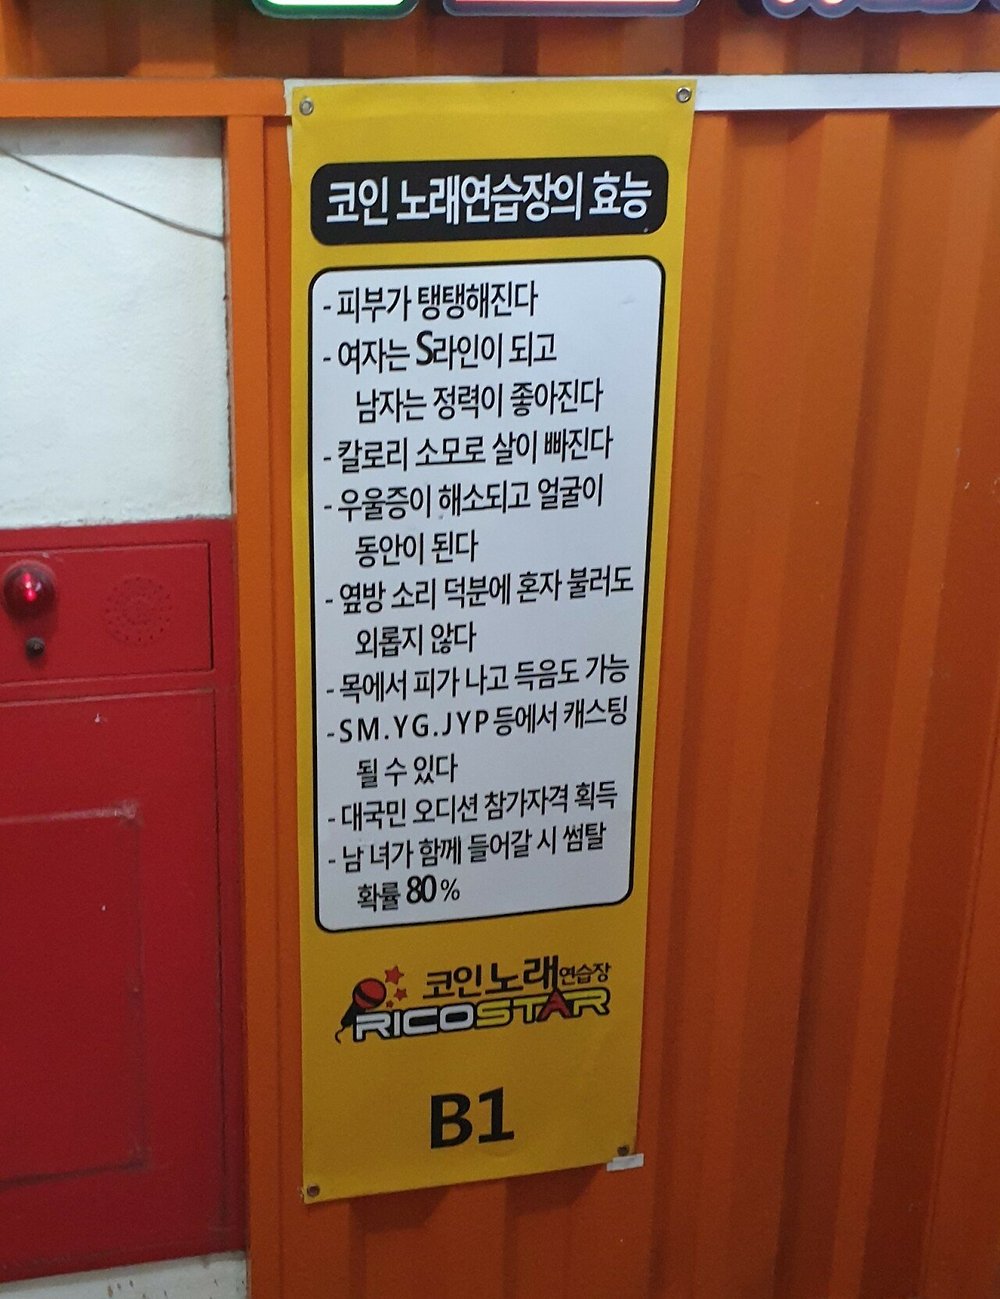 코인 노래연습장의 효능
- 피부가 탱탱해진다
- 여자는 S라인이 되고
남자는 정력이 좋아진다
- 칼로리 소모로 살이 빠진다
- 우울증이 해소되고 얼굴이
동안이 된다
- 옆방 소리 덕분에 혼자 불러도
외롭지 않다
- 목에서 피가 나고 득음도 가능
- SM.YG.JYP 등에서 캐스팅
될 수 있다
- 대국민 오디션 참가자격 획득
- 남 녀가 함께 들어갈 시 썸탈
확률 80%
코인노래연습장
RICOSTAR
B1